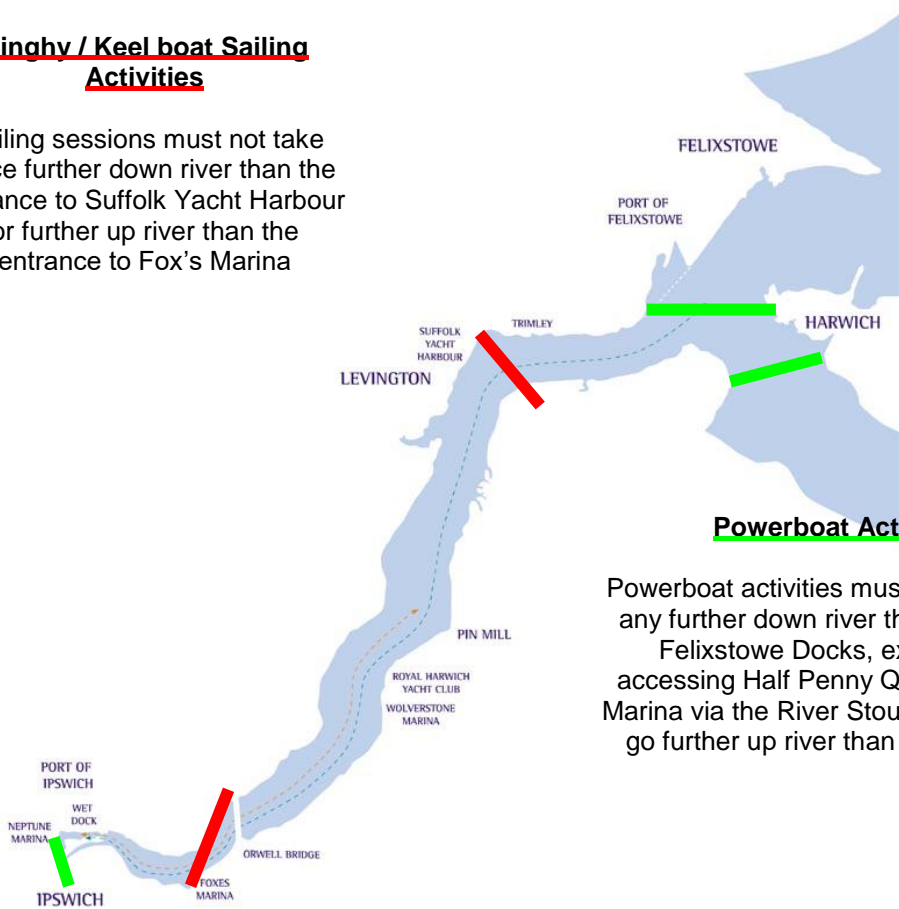 inghy / Keel boat Sailing
Activities
iling sessions must not take
ce further down river than the
ance to Suffolk Yacht Harbour
or further up river than the
entrance to Fox's Marina
FELIXSTOWE
PORT OF
FELIXSTOWE
HARWICH
TRIMLEY
SUFFOLK
YACHT
HARBOUR
LEVINGTON
Powerboat Act
Powerboat activities mus
any further down river th
Felixstowe Docks, ex
accessing Half Penny Q
Marina via the River Stou
go further up river than
PIN MILL
ROYAL HARWICH
YACHT CLUB
WOLVERSTONE
MARINA
PORT OF
IPSWICH
WET
DOCK
NEPTUNE
MARINA
ORWELL BRIDGE
FOXES
MARINA
IPSWICH